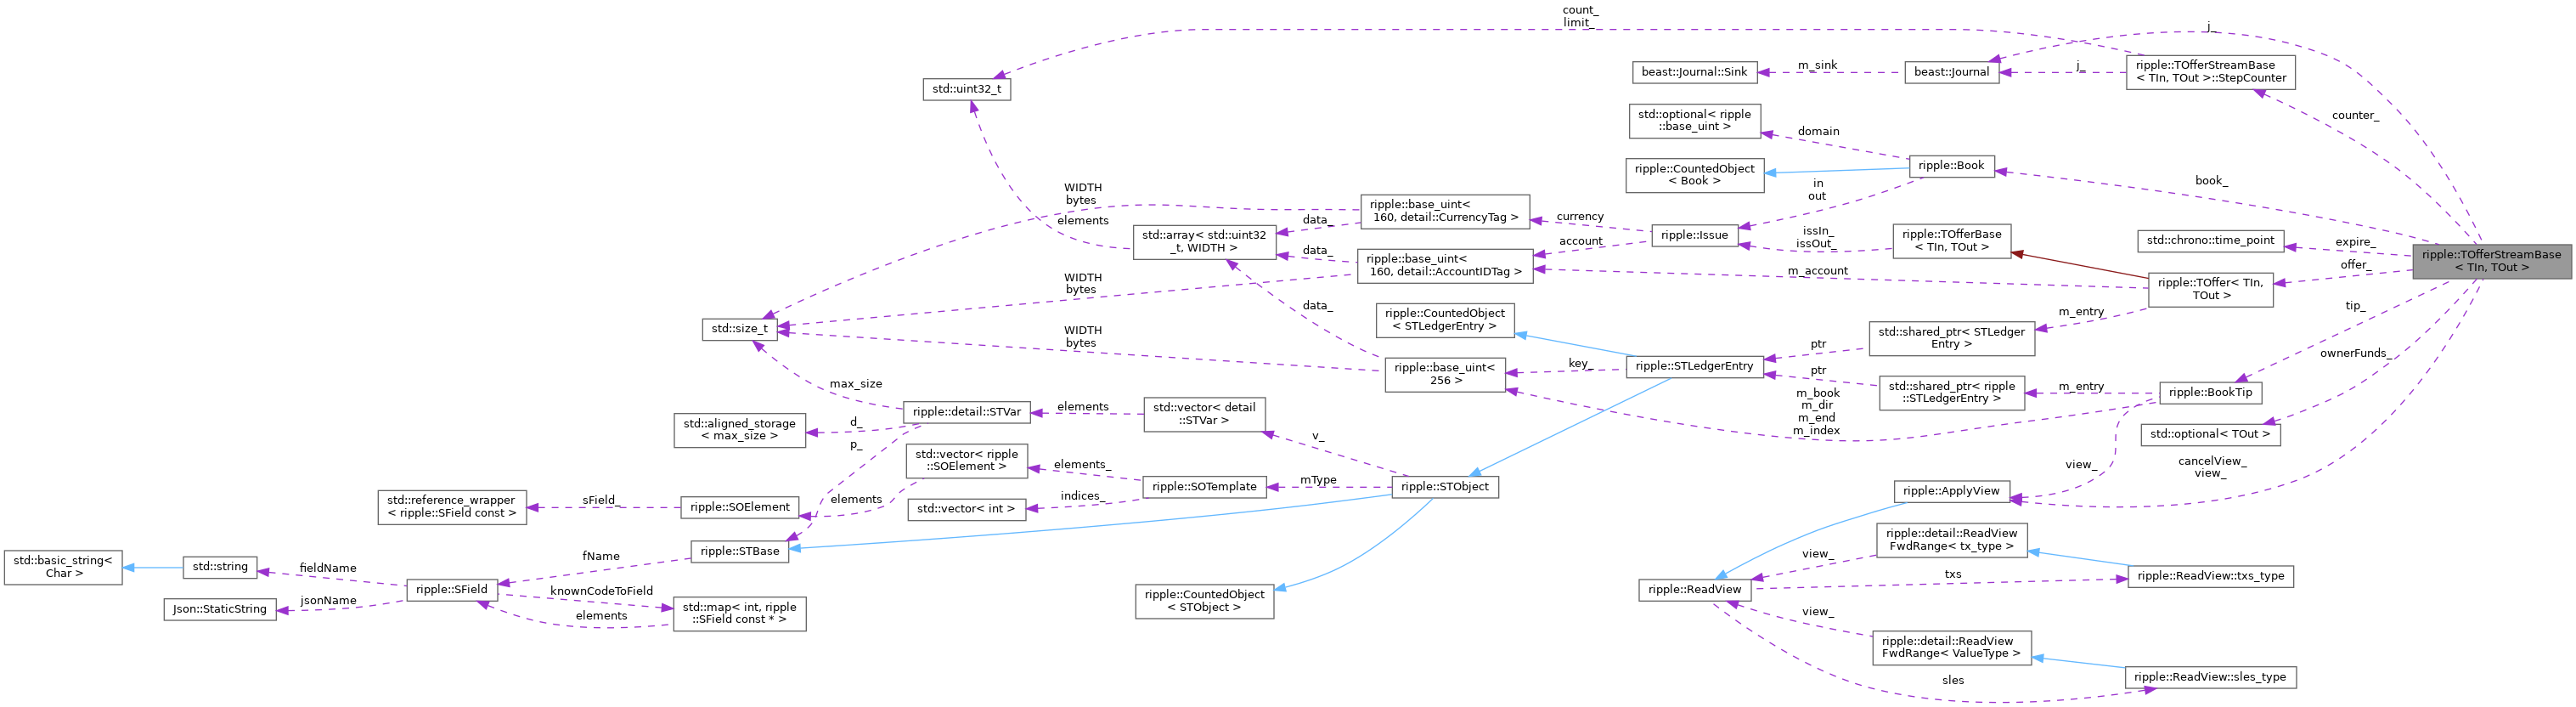 count_
limit_
j_
ripple::TOfferStreamBase
< TIn, TOut >::StepCounter
j_
beast::Journal
m_sink
beast::Journal::Sink
std::uint32_t
counter_
std::optional< ripple
::base_uint >
domain
ripple::Book
ripple::CountedObject
< Book >
book_
in
out
WIDTH
bytes
elements
ripple::base_uint<
160, detail::CurrencyTag >
currency
data_
std::array< std::uint32
_t, WIDTH >
ripple::Issue
issIn_
issOut_
ripple::TOfferBase
< TIn, TOut >
std::chrono::time_point
expire_
ripple::TOfferStreamBase
< TIn, TOut >
account
data_
ripple::base_uint<
160, detail::AccountIDTag >
m_account
offer_
ripple::TOffer< TIn,
TOut >
WIDTH
bytes
data_
ripple::CountedObject
< STLedgerEntry >
m_entry
tip_
std::size_t
WIDTH
bytes
std::shared_ptr< STLedger
Entry >
ptr
ownerFunds_
ripple::base_uint<
256 >
key_
ripple::STLedgerEntry
ptr
std::shared_ptr< ripple
::STLedgerEntry >
m_entry
ripple::BookTip
max_size
m_book
m_dir
m_end
m_index
std::aligned_storage
< max_size >
d_
p_
ripple::detail::STVar
elements
std::vector< detail
::STVar >
v_
std::optional< TOut >
std::vector< ripple
::SOElement >
elements_
view_
cancelView_
view_
std::reference_wrapper
< ripple::SField const >
sField_
ripple::SOElement
elements
std::vector< int >
indices_
ripple::SOTemplate
mType
ripple::STObject
ripple::ApplyView
std::basic_string<
Char >
std::string
fieldName
fName
ripple::STBase
ripple::detail::ReadView
FwdRange< tx_type >
view_
txs
ripple::ReadView::txs_type
Json::StaticString
jsonName
ripple::SField
knownCodeToField
elements
std::map< int, ripple
::SField const * >
ripple::CountedObject
< STObject >
ripple::ReadView
view_
ripple::detail::ReadView
FwdRange< ValueType >
sles
ripple::ReadView::sles_type